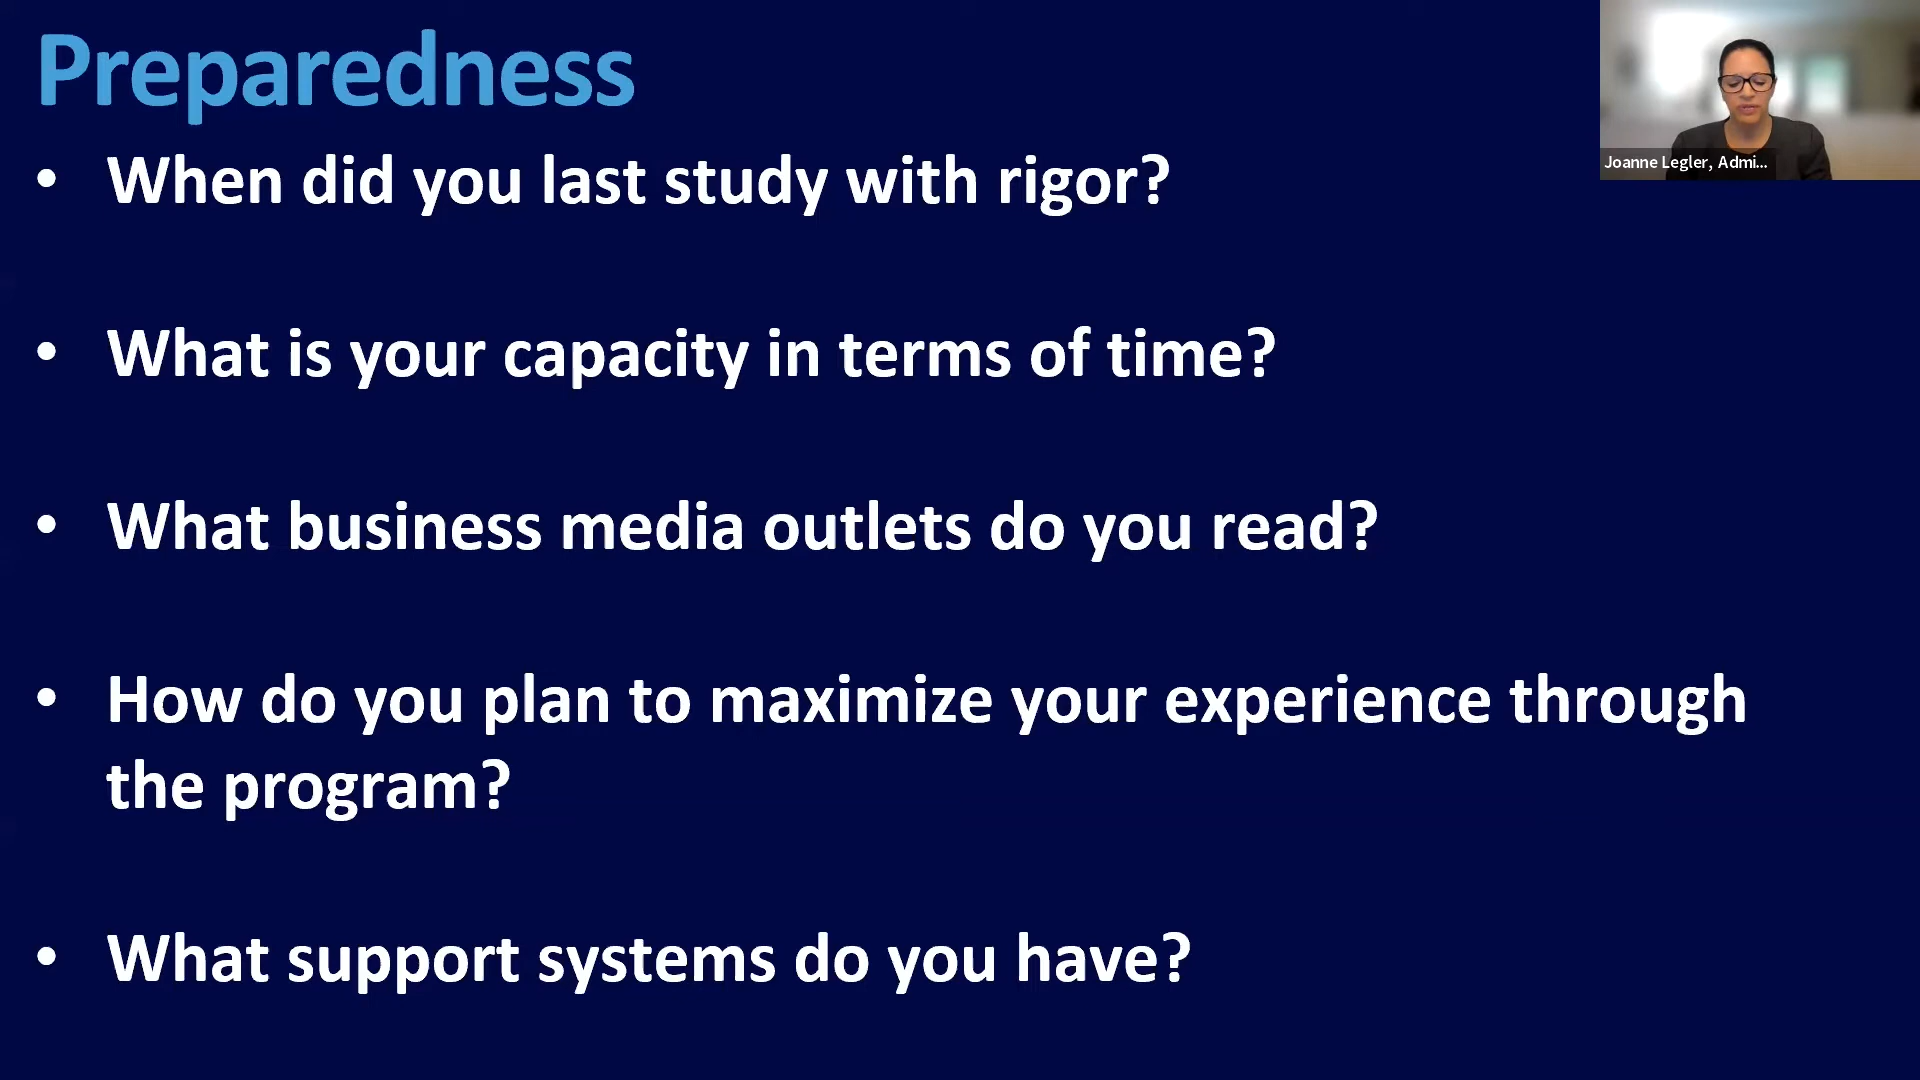 Preparedness
Joanne Legler, Admi...
• When did you last study with rigor?
• What is your capacity in terms of time?
• What business media outlets do you read?
• How do you plan to maximize your experience through
the program?
• What support systems do you have?